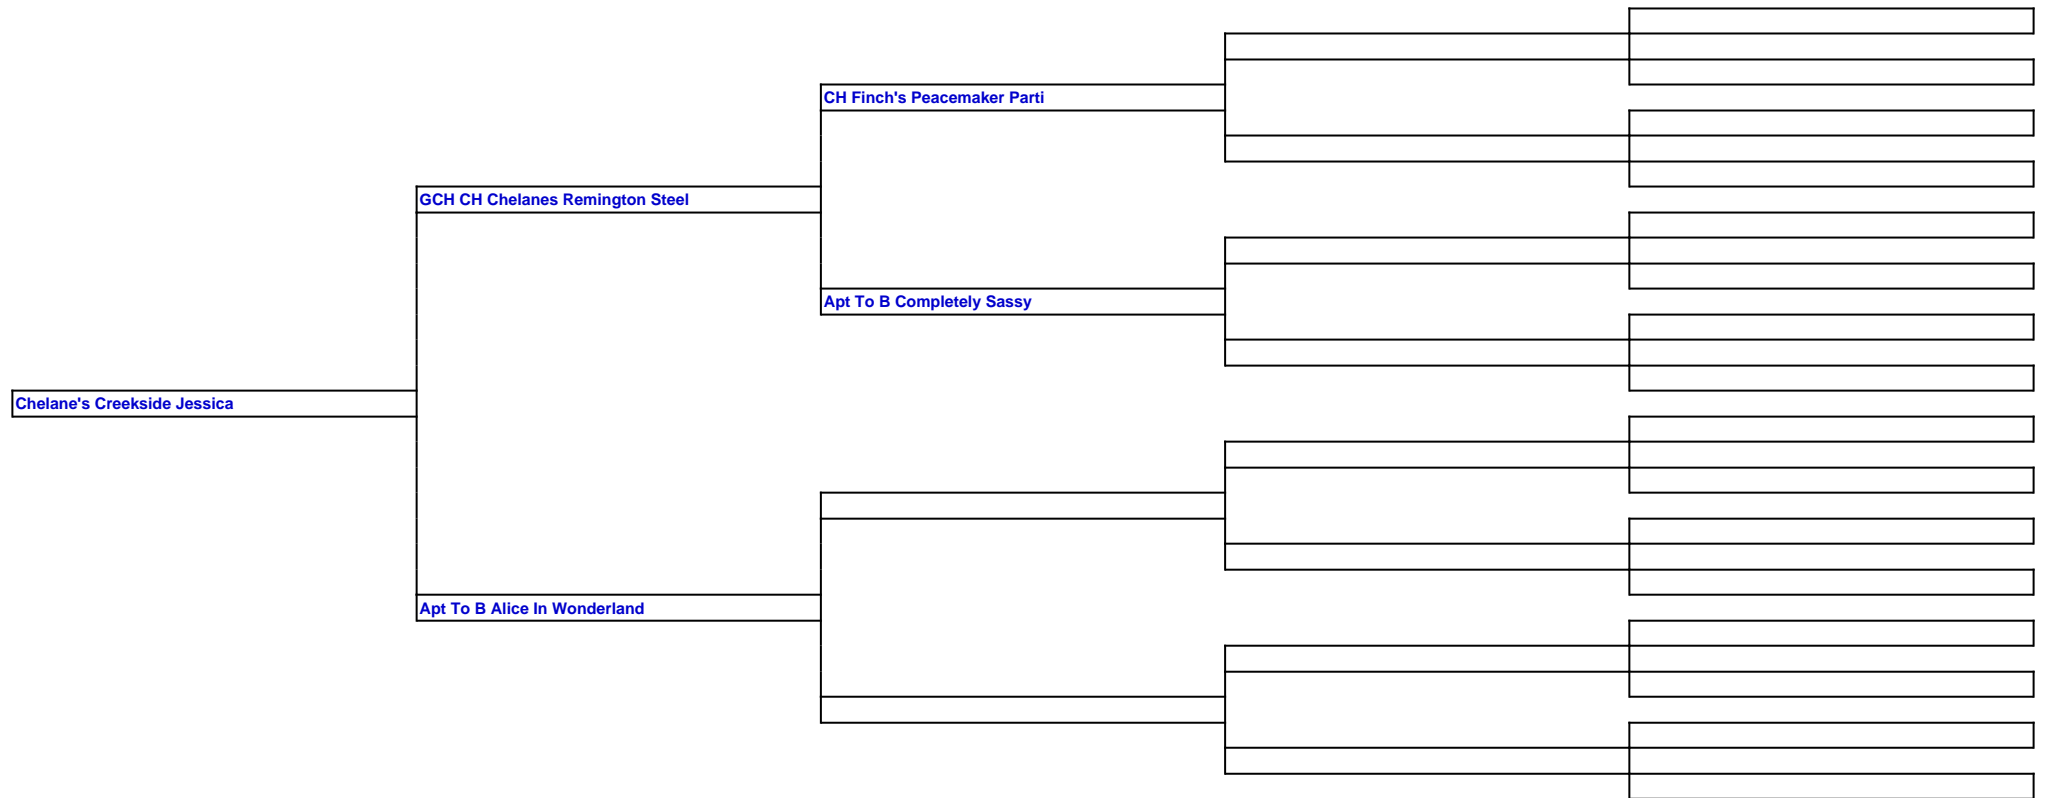 CH Finch's Peacemaker Parti
GCH CH Chelanes Remington Steel
Apt To B Completely Sassy
Chelane's Creekside Jessica
Apt To B Alice In Wonderland